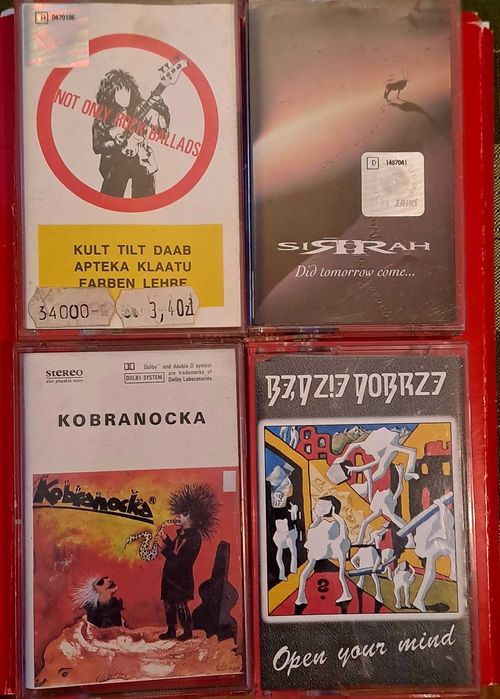 H 0470186
NOT ONLY ROCK BALLADS
KULT TILT DAAB
APTEKA KLAATU
FARBEN LEHRE
34000-
3,40zł
D 1487041
ZAiKS
SIRRAH
Did tomorrow come...
stereo
also playable mono
Dolby and double-D symbol
are trademarks of
Dolby Laboratories
DOLBY SYSTEM
KOBRANOCKA
Kobranocka
BĘDZIE DOBRZE
Open your mind